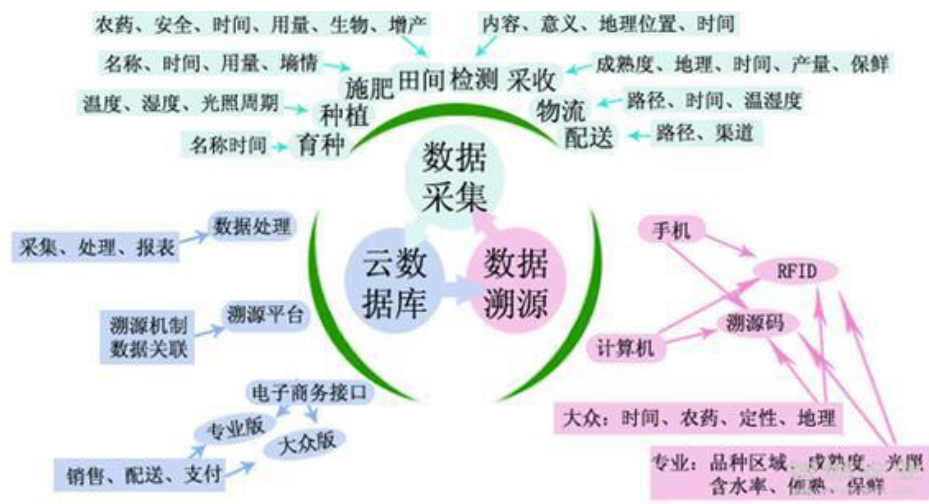 农药、安全、时间、用量、生物、增产
内容、意义、地理位置、时间
名称、时间、用量、墒情
施肥
田间
检测
采收
成熟度、地理、时间、产量、保鲜
温度、湿度、光照周期
种植
物流
路径、时间、温湿度
名称时间
育种
配送
路径、渠道
数据
采集
数据处理
采集、处理、报表
云数
据库
数据
溯源
手机
RFID
溯源平台
溯源机制
数据关联
溯源码
计算机
电子商务接口
专业版
大众版
销售、配送、支付
大众：时间、农药、定性、地理
专业：品种区域、成熟度、光照
含水率、催熟、保鲜